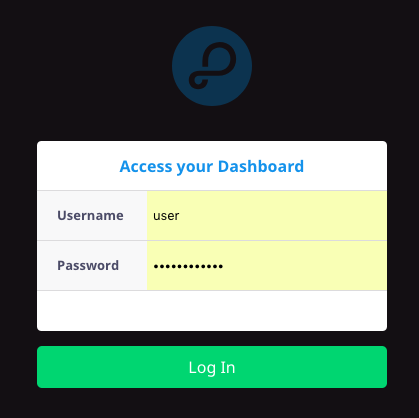 Access your Dashboard
Username
user
Password
••••••••••••
Log In